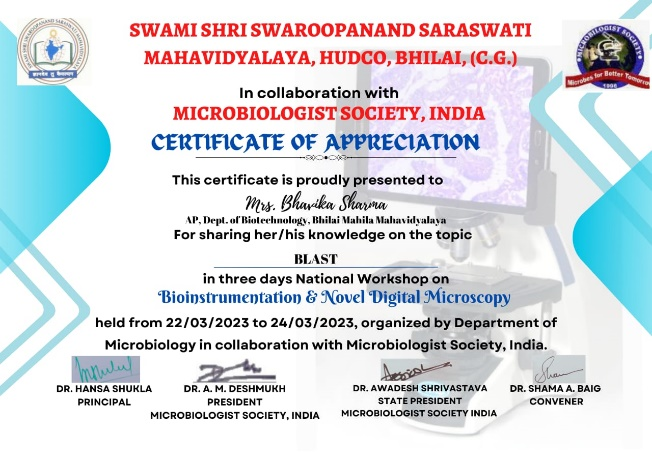 SWAMI SHRI SWAROOPANAND SARASWATI
MAHAVIDYALAYA, HUDCO, BHILAI, (C.G.)
In collaboration with
MICROBIOLOGIST SOCIETY, INDIA
CERTIFICATE OF APPRECIATION
This certificate is proudly presented to
Mrs. Bhavika Sharma
AP, Dept. of Biotechnology, Bhilai Mahila Mahavidyalaya
For sharing her/his knowledge on the topic
BLAST
in three days National Workshop on
Bioinstrumentation & Novel Digital Microscopy
held from 22/03/2023 to 24/03/2023, organized by Department of
Microbiology in collaboration with Microbiologist Society, India.
DR. HANSA SHUKLA
PRINCIPAL
DR. A. M. DESHMUKH
PRESIDENT
MICROBIOLOGIST SOCIETY, INDIA
DR. AWADESH SHRIVASTAVA
STATE PRESIDENT
MICROBIOLOGIST SOCIETY INDIA
DR. SHAMA A. BAIG
CONVENER
MICROBIOLOGIST SOCIETY
Microbes for Better Tomorrow
1996